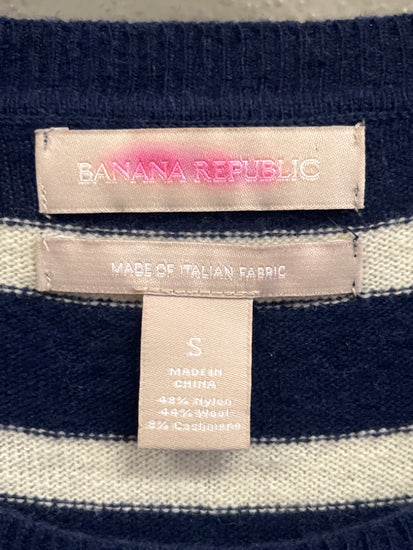 BANANA REPUBLIC
MADE OF ITALIAN FABRIC
S
MADE IN
CHINA
48% Nylon
44% Wool
8% Cashmere